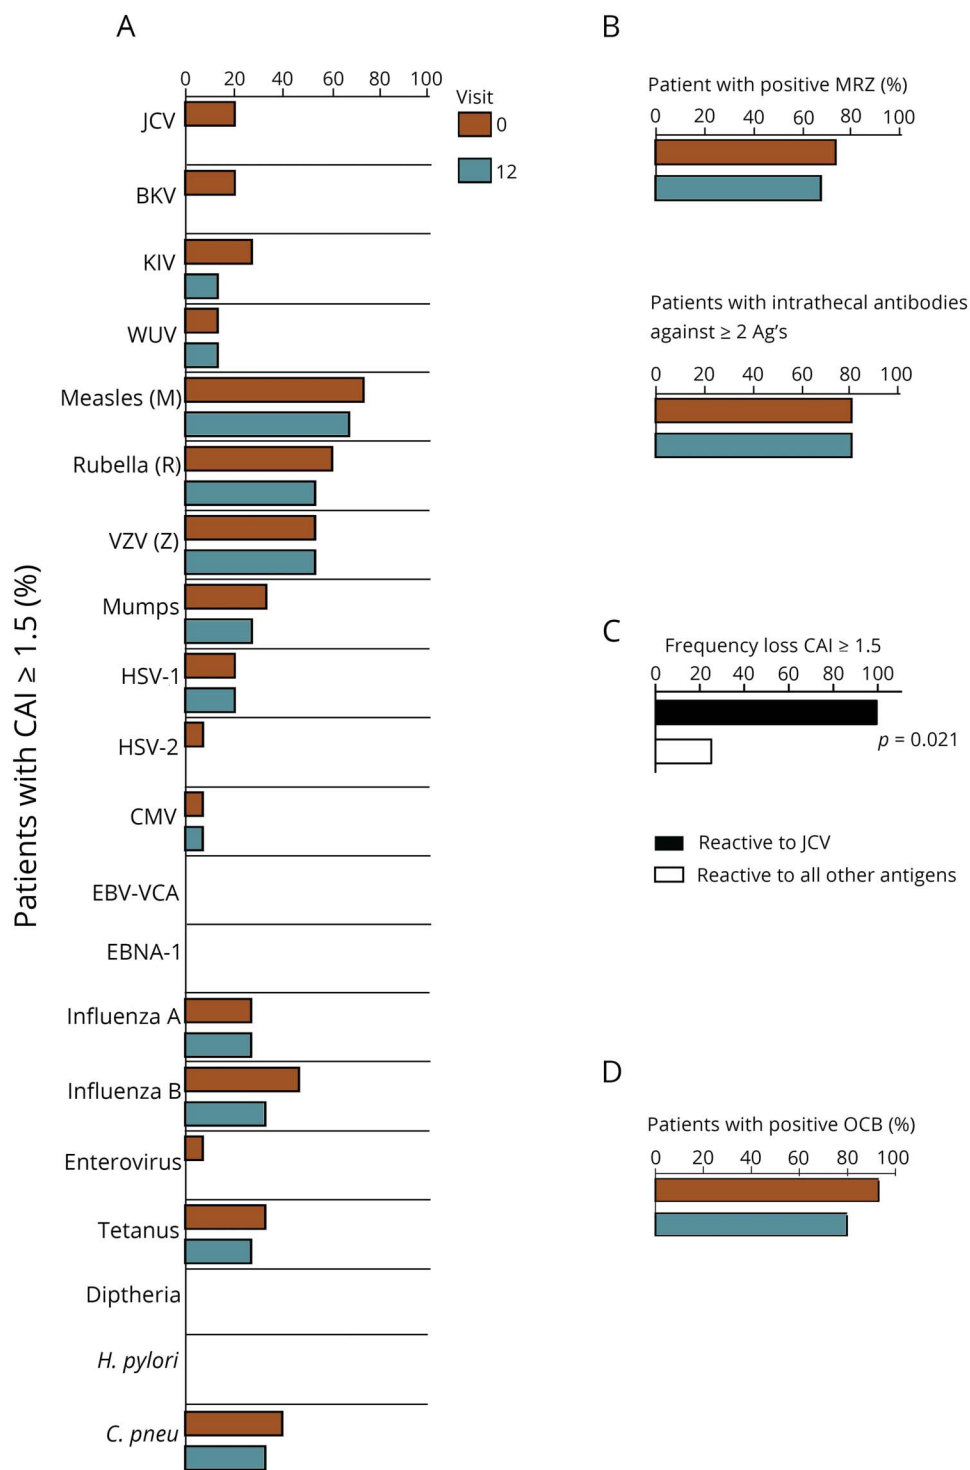 A
0 20 40 60 80 100
Visit
0
12
Patients with CAI ≥ 1.5 (%)
JCV
BKV
KIV
WUV
Measles (M)
Rubella (R)
VZV (Z)
Mumps
HSV-1
HSV-2
CMV
EBV-VCA
EBNA-1
Influenza A
Influenza B
Enterovirus
Tetanus
Diptheria
H. pylori
C. pneu
B
Patient with positive MRZ (%)
0 20 40 60 80 100
Patients with intrathecal antibodies
against ≥ 2 Ag's
0 20 40 60 80 100
C
Frequency loss CAI ≥ 1.5
0 20 40 60 80 100
p = 0.021
Reactive to JCV
Reactive to all other antigens
D
Patients with positive OCB (%)
0 20 40 60 80 100